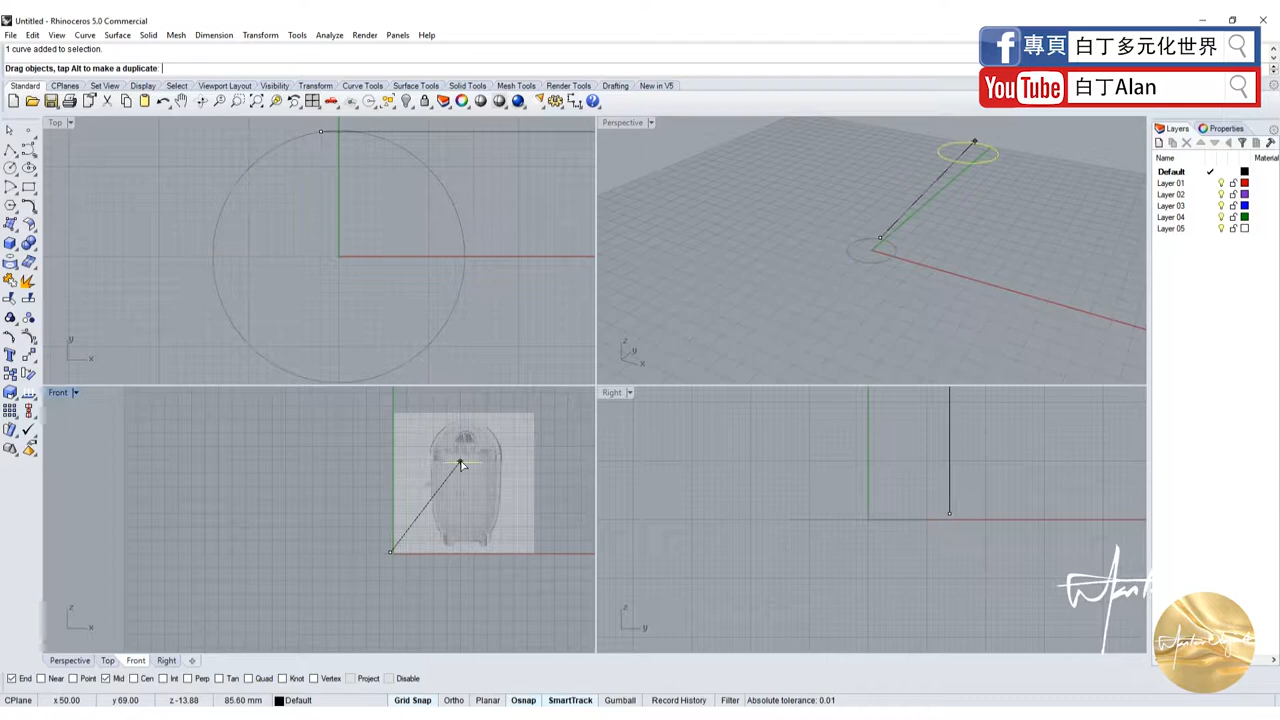 Untitled - Rhinoceros 5.0 Commercial
File Edit View Curve Surface Solid Mesh Dimension Transform Tools Analyze Render Panels Help
1 curve added to selection.
Drag objects, tap Alt to make a duplicate:
Standard CPlanes Set View Display Select Viewport Layout Visibility Transform Curve Tools Surface Tools Solid Tools Mesh Tools Render Tools Drafting New in V5
f 專頁 白丁多元化世界
YouTube 白丁Alan
Top
Perspective
Layers Properties
Name Material
Default
Layer 01
Layer 02
Layer 03
Layer 04
Layer 05
y x
z y x
Front
Right
z x
z y
Perspective Top Front Right
End Near Point Mid Cen Int Perp Tan Quad Knot Vertex Project Disable
CPlane x 50.00 y 69.00 z -13.88 85.60 mm Default Grid Snap Ortho Planar Osnap SmartTrack Gumball Record History Filter Absolute tolerance: 0.01